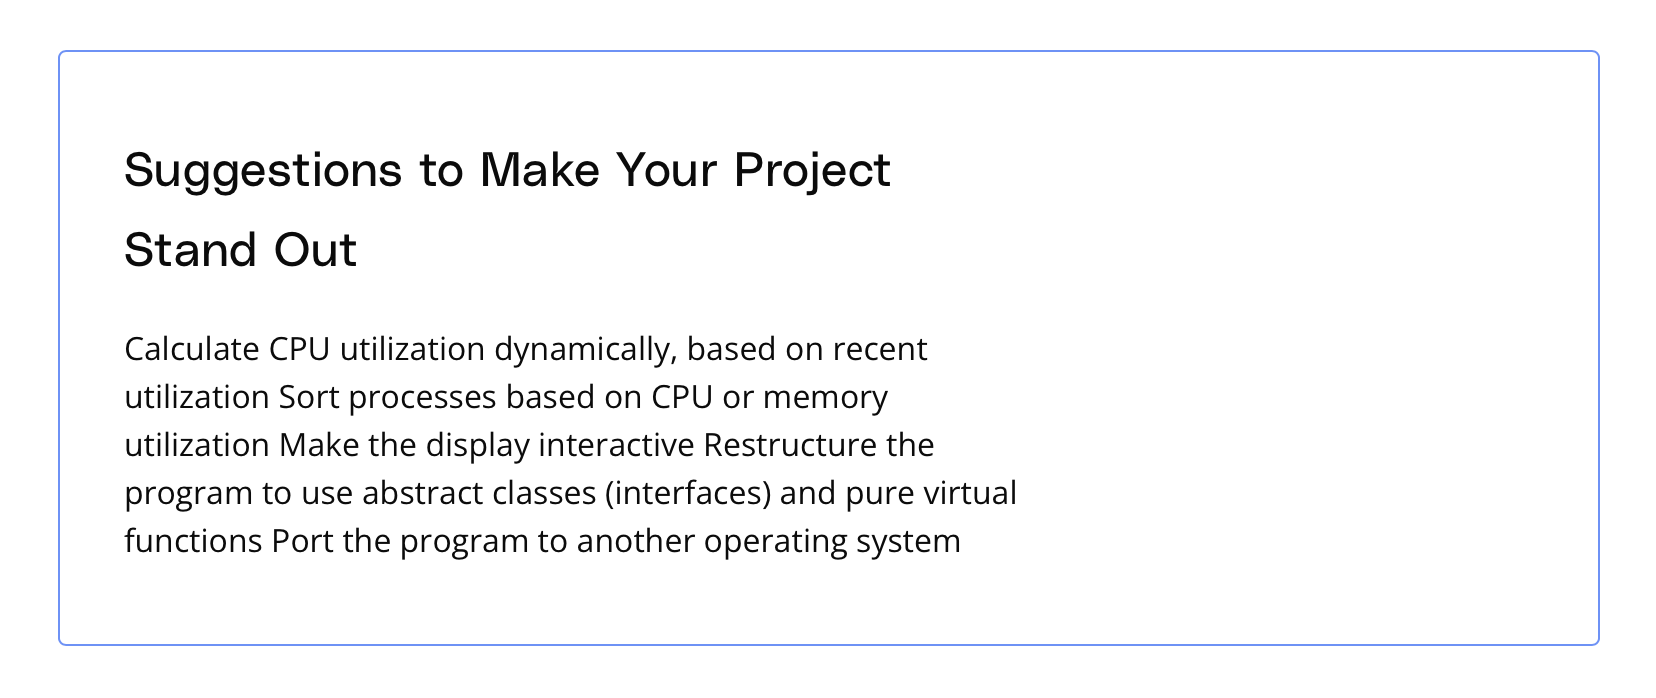 Suggestions to Make Your Project
Stand Out
Calculate CPU utilization dynamically, based on recent
utilization Sort processes based on CPU or memory
utilization Make the display interactive Restructure the
program to use abstract classes (interfaces) and pure virtual
functions Port the program to another operating system